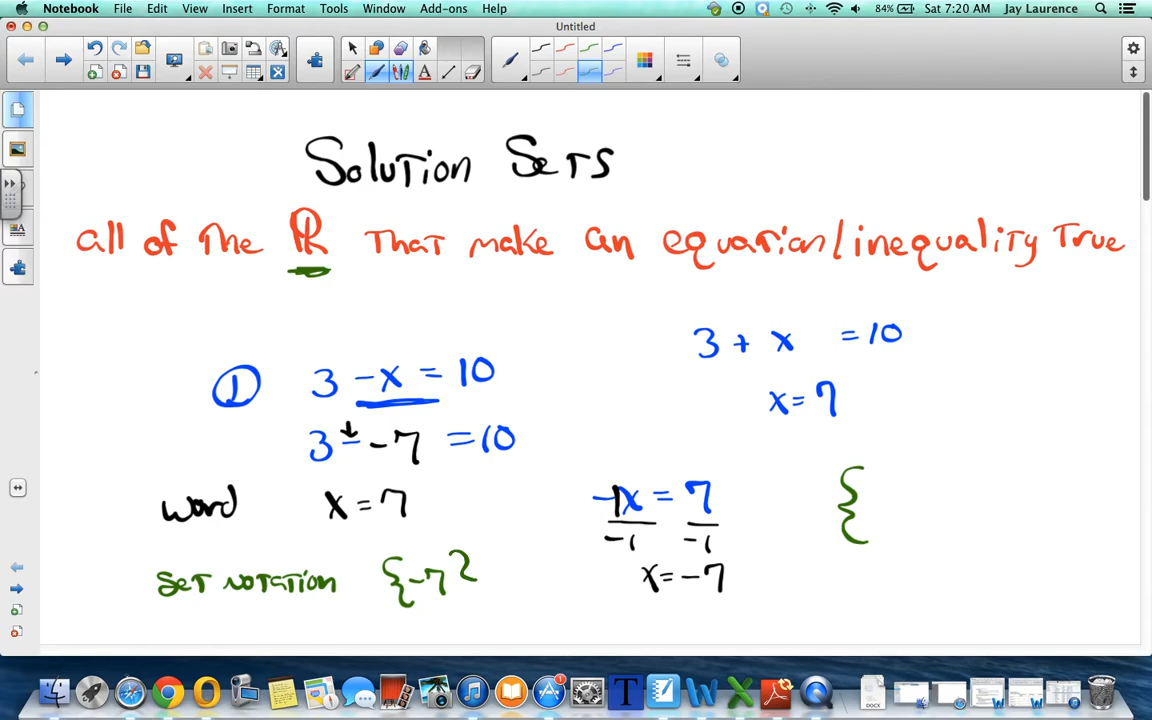 Notebook File Edit View Insert Format Tools Window Add-ons Help 84% Sat 7:20 AM Jay Laurence
Untitled
Solution Sets
all of the ℝ that make an equation/inequality true
3 + x = 10
① 3 - x = 10
x = 7
3 - -7 = 10
word x = 7
-1x = 7
{
-1 -1
set notation {-7}
x = -7
DOCX